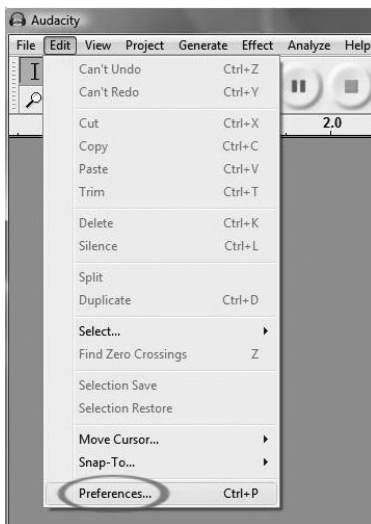 Audacity
File Edit View Project Generate Effect Analyze Help
2.0
Can't Undo Ctrl+Z
Can't Redo Ctrl+Y
Cut Ctrl+X
Copy Ctrl+C
Paste Ctrl+V
Trim Ctrl+T
Delete Ctrl+K
Silence Ctrl+L
Split
Duplicate Ctrl+D
Select...
Find Zero Crossings Z
Selection Save
Selection Restore
Move Cursor...
Snap-To...
Preferences... Ctrl+P